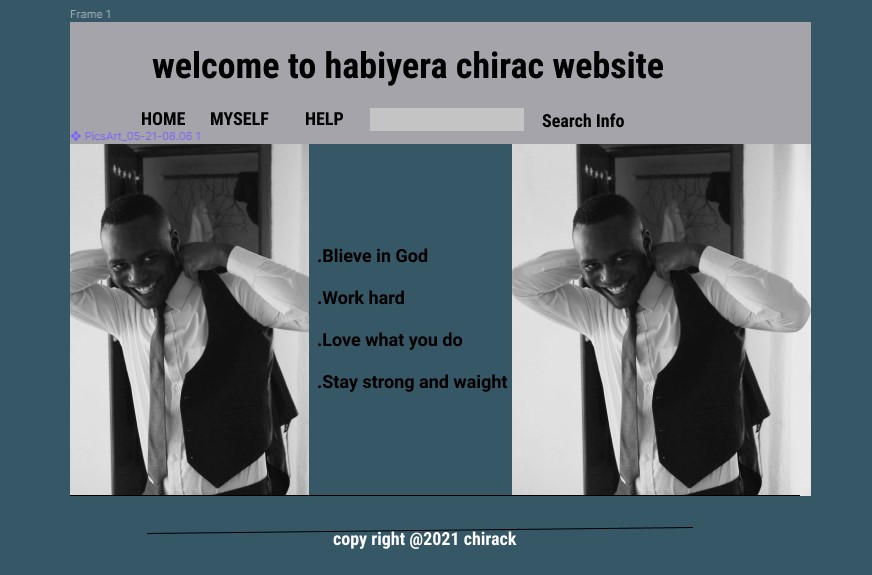 Frame 1
welcome to habiyera chirac website
HOME MYSELF HELP Search Info
PicsArt_05-21-08.06 1
.Blieve in God
.Work hard
.Love what you do
.Stay strong and waight
copy right @2021 chirack